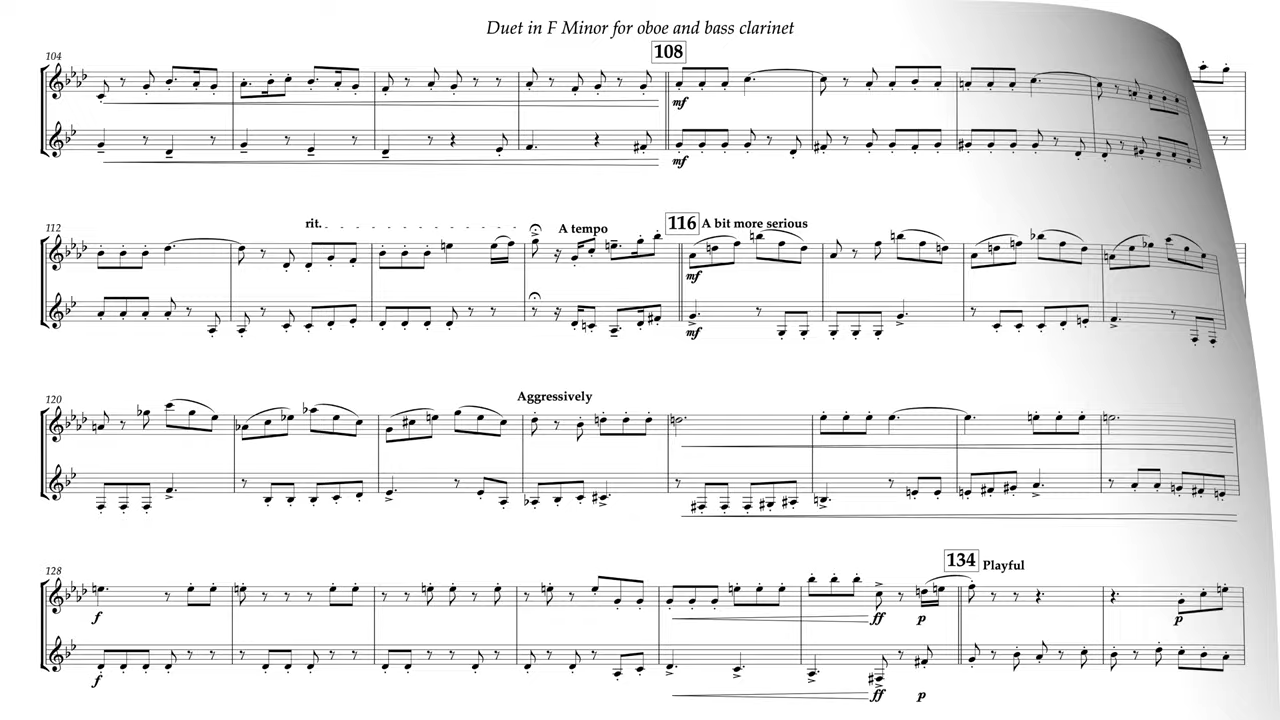 Duet in F Minor for oboe and bass clarinet
104
108
mf
mf
112
rit.
A tempo
116 A bit more serious
mf
mf
120
Aggressively
128
134 Playful
f
ff
p
p
f
ff
p